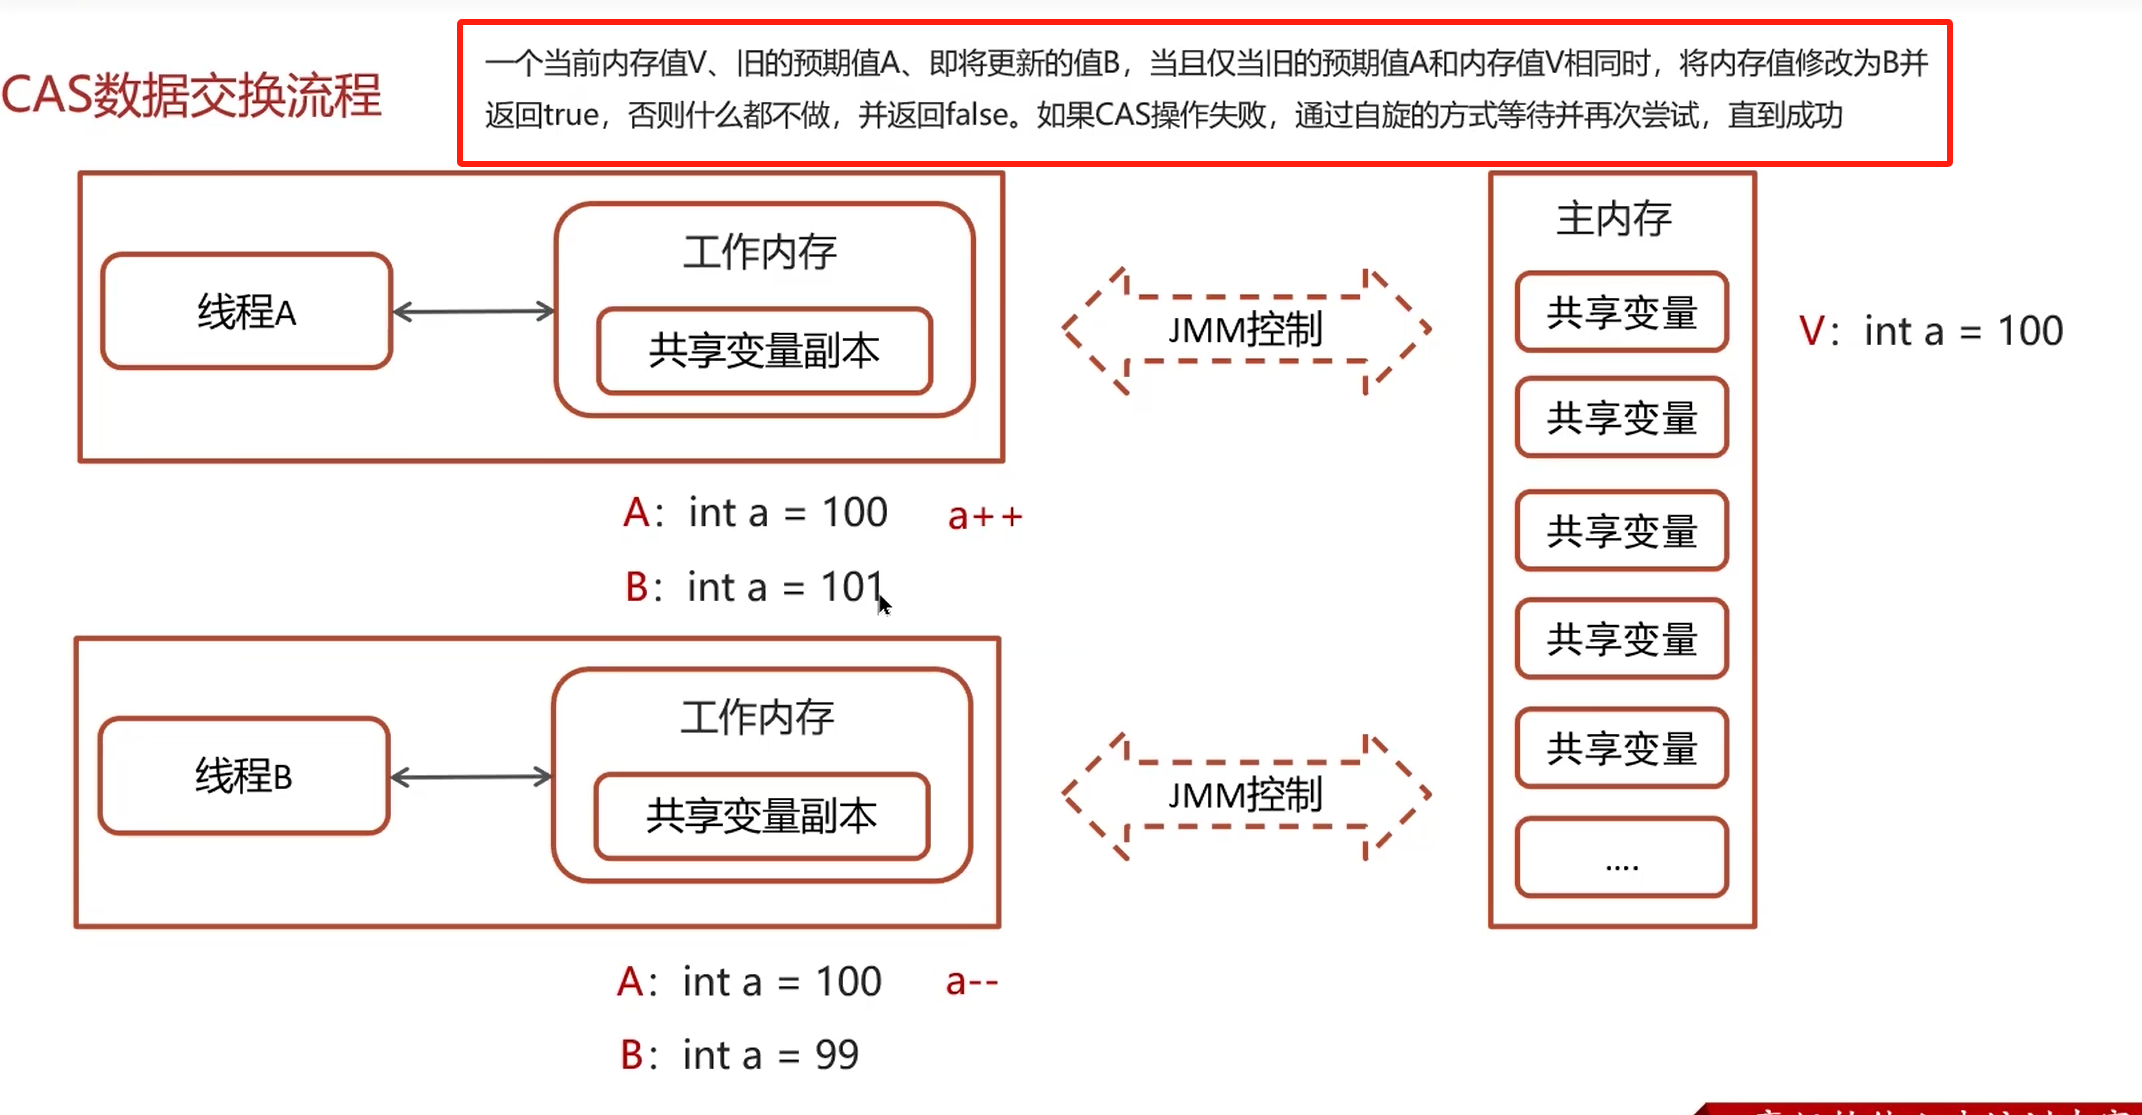 CAS数据交换流程
一个当前内存值V、旧的预期值A、即将更新的值B，当且仅当旧的预期值A和内存值V相同时，将内存值修改为B并
返回true，否则什么都不做，并返回false。如果CAS操作失败，通过自旋的方式等待并再次尝试，直到成功
线程A
工作内存
共享变量副本
JMM控制
主内存
共享变量
共享变量
共享变量
共享变量
共享变量
....
V：int a = 100
A：int a = 100 a++
B：int a = 101
线程B
工作内存
共享变量副本
JMM控制
A：int a = 100 a--
B：int a = 99